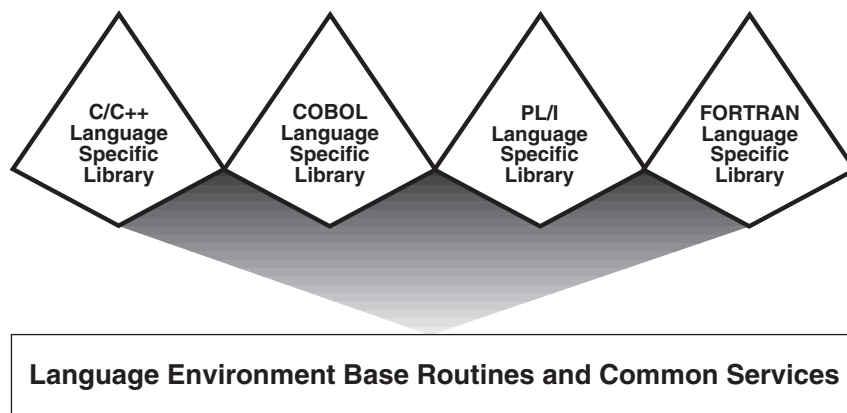 C/C++
Language
Specific
Library
COBOL
Language
Specific
Library
PL/I
Language
Specific
Library
FORTRAN
Language
Specific
Library
Language Environment Base Routines and Common Services